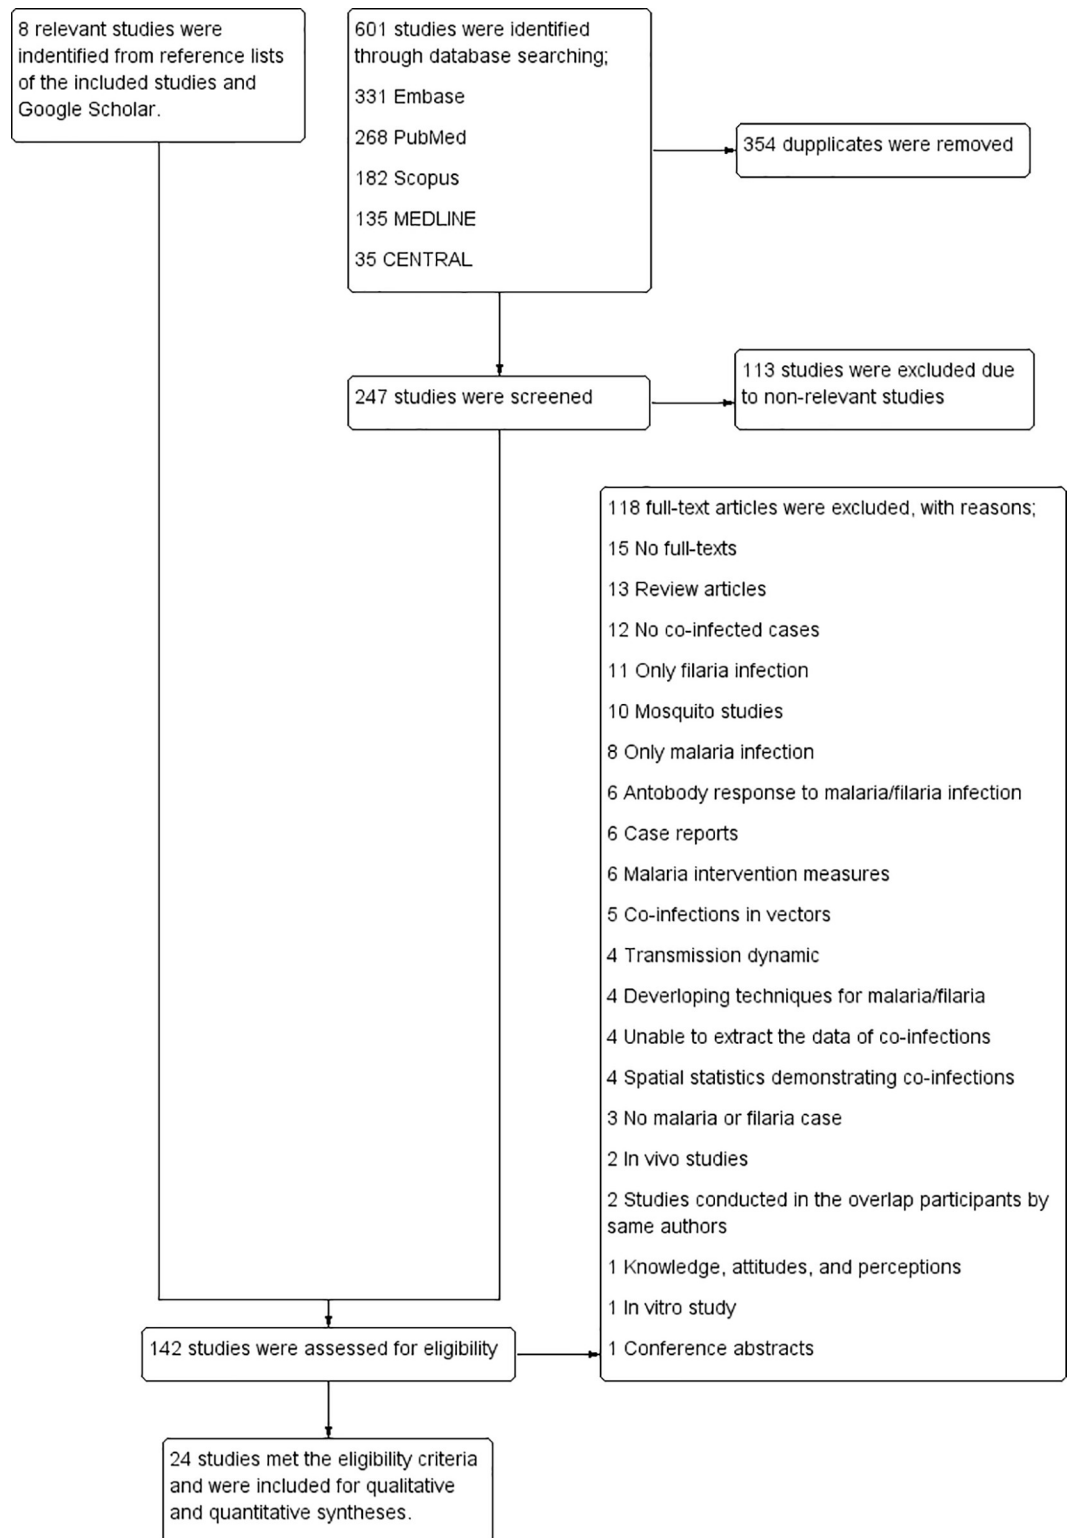 8 relevant studies were
indentified from reference lists
of the included studies and
Google Scholar.
601 studies were identified
through database searching;
331 Embase
268 PubMed
182 Scopus
135 MEDLINE
35 CENTRAL
354 dupplicates were removed
247 studies were screened
113 studies were excluded due
to non-relevant studies
118 full-text articles were excluded, with reasons;
15 No full-texts
13 Review articles
12 No co-infected cases
11 Only filaria infection
10 Mosquito studies
8 Only malaria infection
6 Antobody response to malaria/filaria infection
6 Case reports
6 Malaria intervention measures
5 Co-infections in vectors
4 Transmission dynamic
4 Deverloping techniques for malaria/filaria
4 Unable to extract the data of co-infections
4 Spatial statistics demonstrating co-infections
3 No malaria or filaria case
2 In vivo studies
2 Studies conducted in the overlap participants by
same authors
1 Knowledge, attitudes, and perceptions
1 In vitro study
1 Conference abstracts
142 studies were assessed for eligibility
24 studies met the eligibility criteria
and were included for qualitative
and quantitative syntheses.